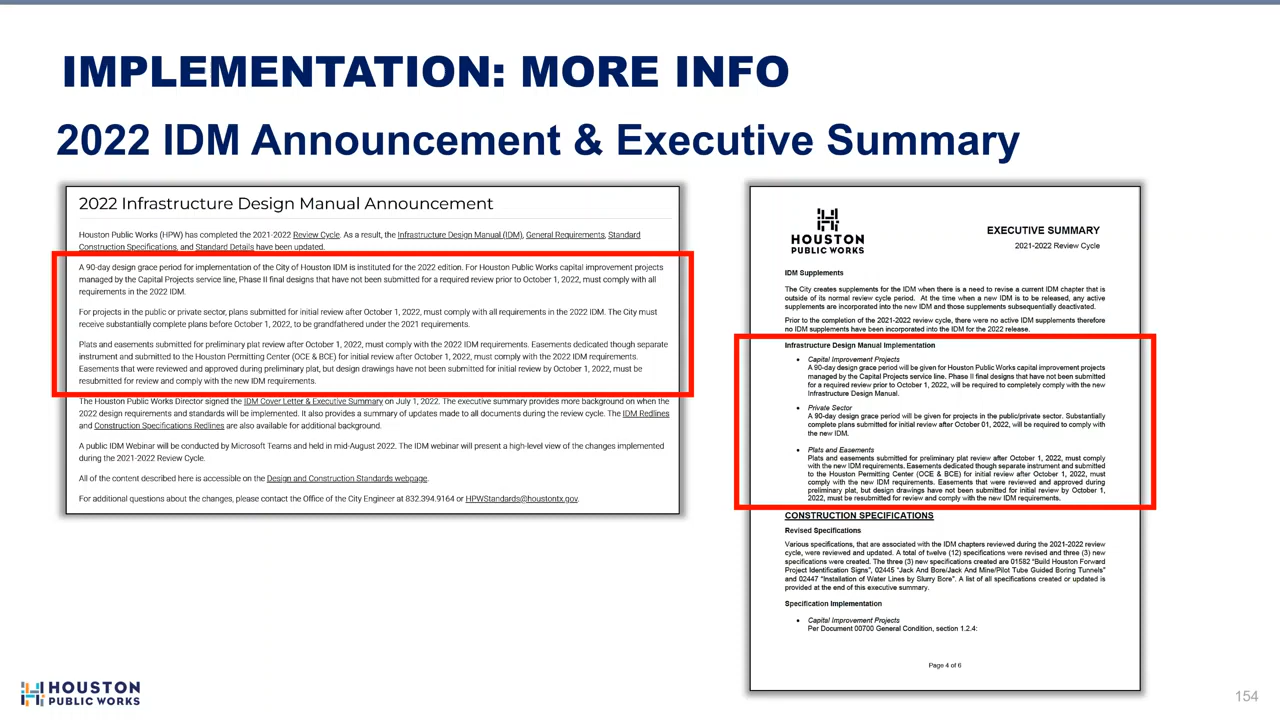 IMPLEMENTATION: MORE INFO
2022 IDM Announcement & Executive Summary
2022 Infrastructure Design Manual Announcement
Houston Public Works (HPW) has completed the 2021-2022 Review Cycle. As a result, the Infrastructure Design Manual (IDM), General Requirements, Standard
Construction Specifications, and Standard Details have been updated.
A 90-day design grace period for implementation of the City of Houston IDM is instituted for the 2022 edition. For Houston Public Works capital improvement projects
managed by the Capital Projects service line, Phase II final designs that have not been submitted for a required review prior to October 1, 2022, must comply with all
requirements in the 2022 IDM.
For projects in the public or private sector, plans submitted for initial review after October 1, 2022, must comply with all requirements in the 2022 IDM. The City must
receive substantially complete plans before October 1, 2022, to be grandfathered under the 2021 requirements.
Plats and easements submitted for preliminary plat review after October 1, 2022, must comply with the 2022 IDM requirements. Easements dedicated though separate
instrument and submitted to the Houston Permitting Center (OCE & BCE) for initial review after October 1, 2022, must comply with the 2022 IDM requirements.
Easements that were reviewed and approved during preliminary plat, but design drawings have not been submitted for initial review by October 1, 2022, must be
resubmitted for review and comply with the new IDM requirements.
The Houston Public Works Director signed the IDM Cover Letter & Executive Summary on July 1, 2022. The executive summary provides more background on when the
2022 design requirements and standards will be implemented. It also provides a summary of updates made to all documents during the review cycle. The IDM Redlines
and Construction Specifications Redlines are also available for additional background.
A public IDM Webinar will be conducted by Microsoft Teams and held in mid-August 2022. The IDM webinar will present a high-level view of the changes implemented
during the 2021-2022 Review Cycle.
All of the content described here is accessible on the Design and Construction Standards webpage.
For additional questions about the changes, please contact the Office of the City Engineer at 832.394.9164 or HPWStandards@houstontx.gov.
HOUSTON
PUBLIC WORKS
EXECUTIVE SUMMARY
2021-2022 Review Cycle
IDM Supplements
The City creates supplements for the IDM when there is a need to revise a current IDM chapter that is
outside of its normal review cycle period. At the time when a new IDM is to be released, any active
supplements are incorporated into the new IDM and those supplements subsequently deactivated.
Prior to the completion of the 2021-2022 review cycle, there were no active IDM supplements therefore
no IDM supplements have been incorporated into the IDM for the 2022 release.
Infrastructure Design Manual Implementation
• Capital Improvement Projects
A 90-day design grace period will be given for Houston Public Works capital improvement projects
managed by the Capital Projects service line. Phase II final designs that have not been submitted
for a required review prior to October 1, 2022, will be required to completely comply with the new
Infrastructure Design Manual.
• Private Sector
A 90-day design grace period will be given for projects in the public/private sector. Substantially
complete plans submitted for initial review after October 01, 2022, will be required to comply with
the new IDM.
• Plats and Easements
Plats and easements submitted for preliminary plat review after October 1, 2022, must comply
with the new IDM requirements. Easements dedicated though separate instrument and submitted
to the Houston Permitting Center (OCE & BCE) for initial review after October 1, 2022, must
comply with the new IDM requirements. Easements that were reviewed and approved during
preliminary plat, but design drawings have not been submitted for initial review by October 1,
2022, must be resubmitted for review and comply with the new IDM requirements.
CONSTRUCTION SPECIFICATIONS
Revised Specifications
Various specifications, that are associated with the IDM chapters reviewed during the 2021-2022 review
cycle, were reviewed and updated. A total of twelve (12) specifications were revised and three (3) new
specifications were created. The three (3) new specifications created are 01582 "Build Houston Forward
Project Identification Signs", 02445 "Jack And Bore/Jack And Mine/Pilot Tube Guided Boring Tunnels"
and 02447 "Installation of Water Lines by Slurry Bore". A list of all specifications created or updated is
provided at the end of this executive summary.
Specification Implementation
• Capital Improvement Projects
Per Document 00700 General Condition, section 1.2.4:
Page 4 of 6
HOUSTON
PUBLIC WORKS
154